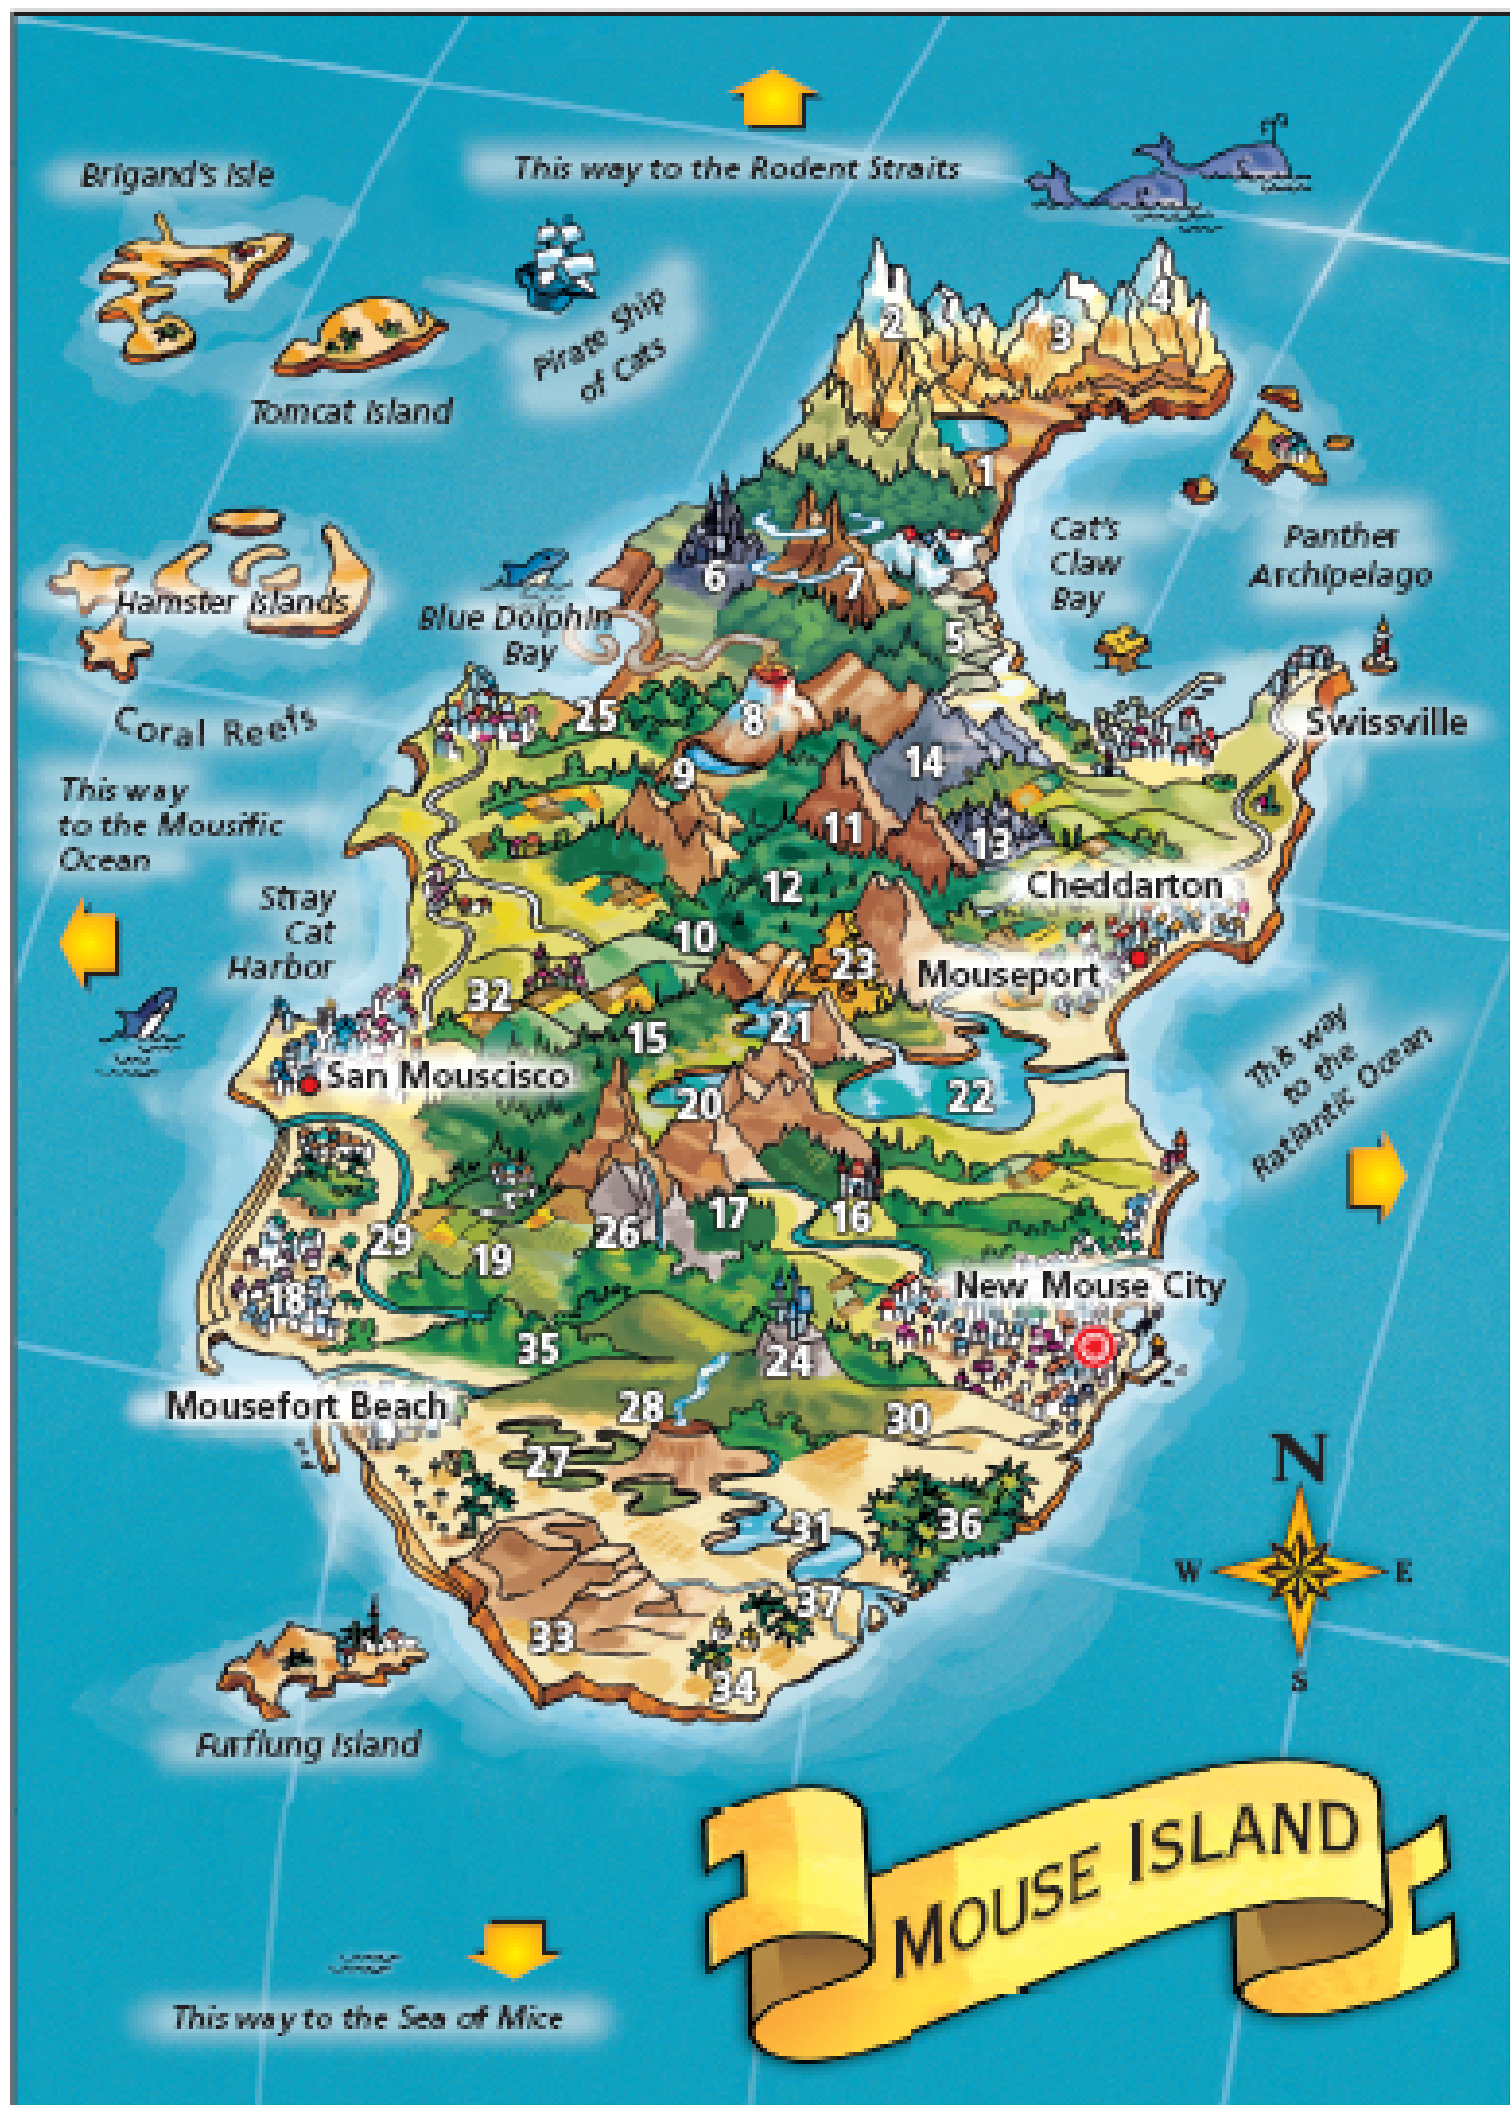 This way to the Rodent Straits
Brigand's Isle
Pirate Ship
of Cats
Tomcat Island
2
3
4
1
Cat's
Claw
Bay
Panther
Archipelago
Hamster Islands
Blue Dolphin
Bay
6
7
5
Coral Reefs
25
8
Swissville
9
14
This way
to the Mousific
Ocean
11
13
12
Cheddarton
Stray
Cat
Harbor
10
23
Mouseport
32
15
21
San Mouscisco
20
22
This way
to the
Ratlantic Ocean
29
19
26
17
16
18
New Mouse City
35
24
Mousefort Beach
28
30
27
31
36
37
33
34
N
W
E
S
Furflung Island
MOUSE ISLAND
This way to the Sea of Mice